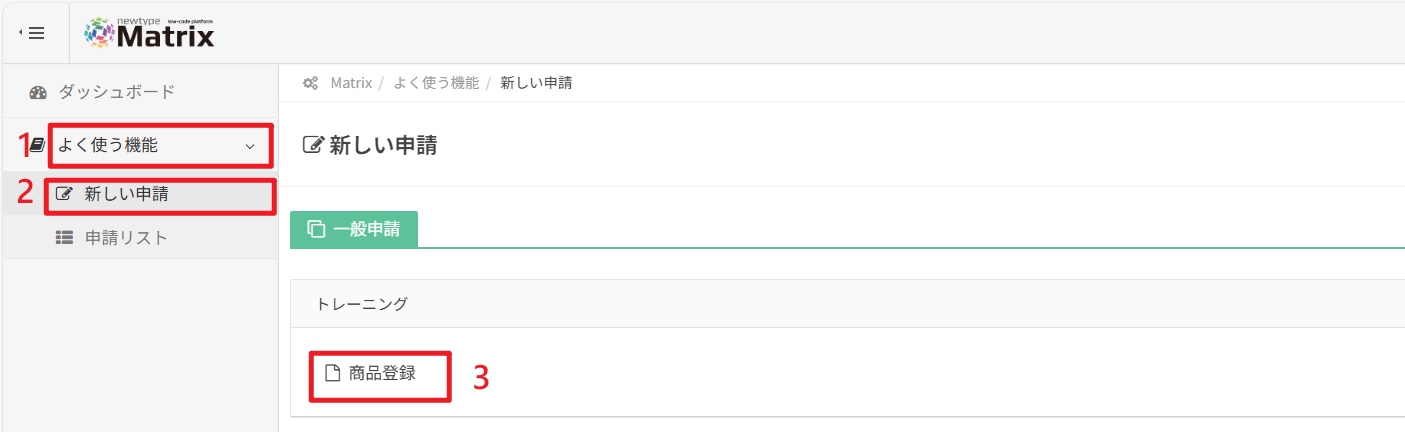 newtype low-code platform
Matrix
ダッシュボード
Matrix / よく使う機能 / 新しい申請
1 よく使う機能
新しい申請
2 新しい申請
申請リスト
一般申請
トレーニング
商品登録 3